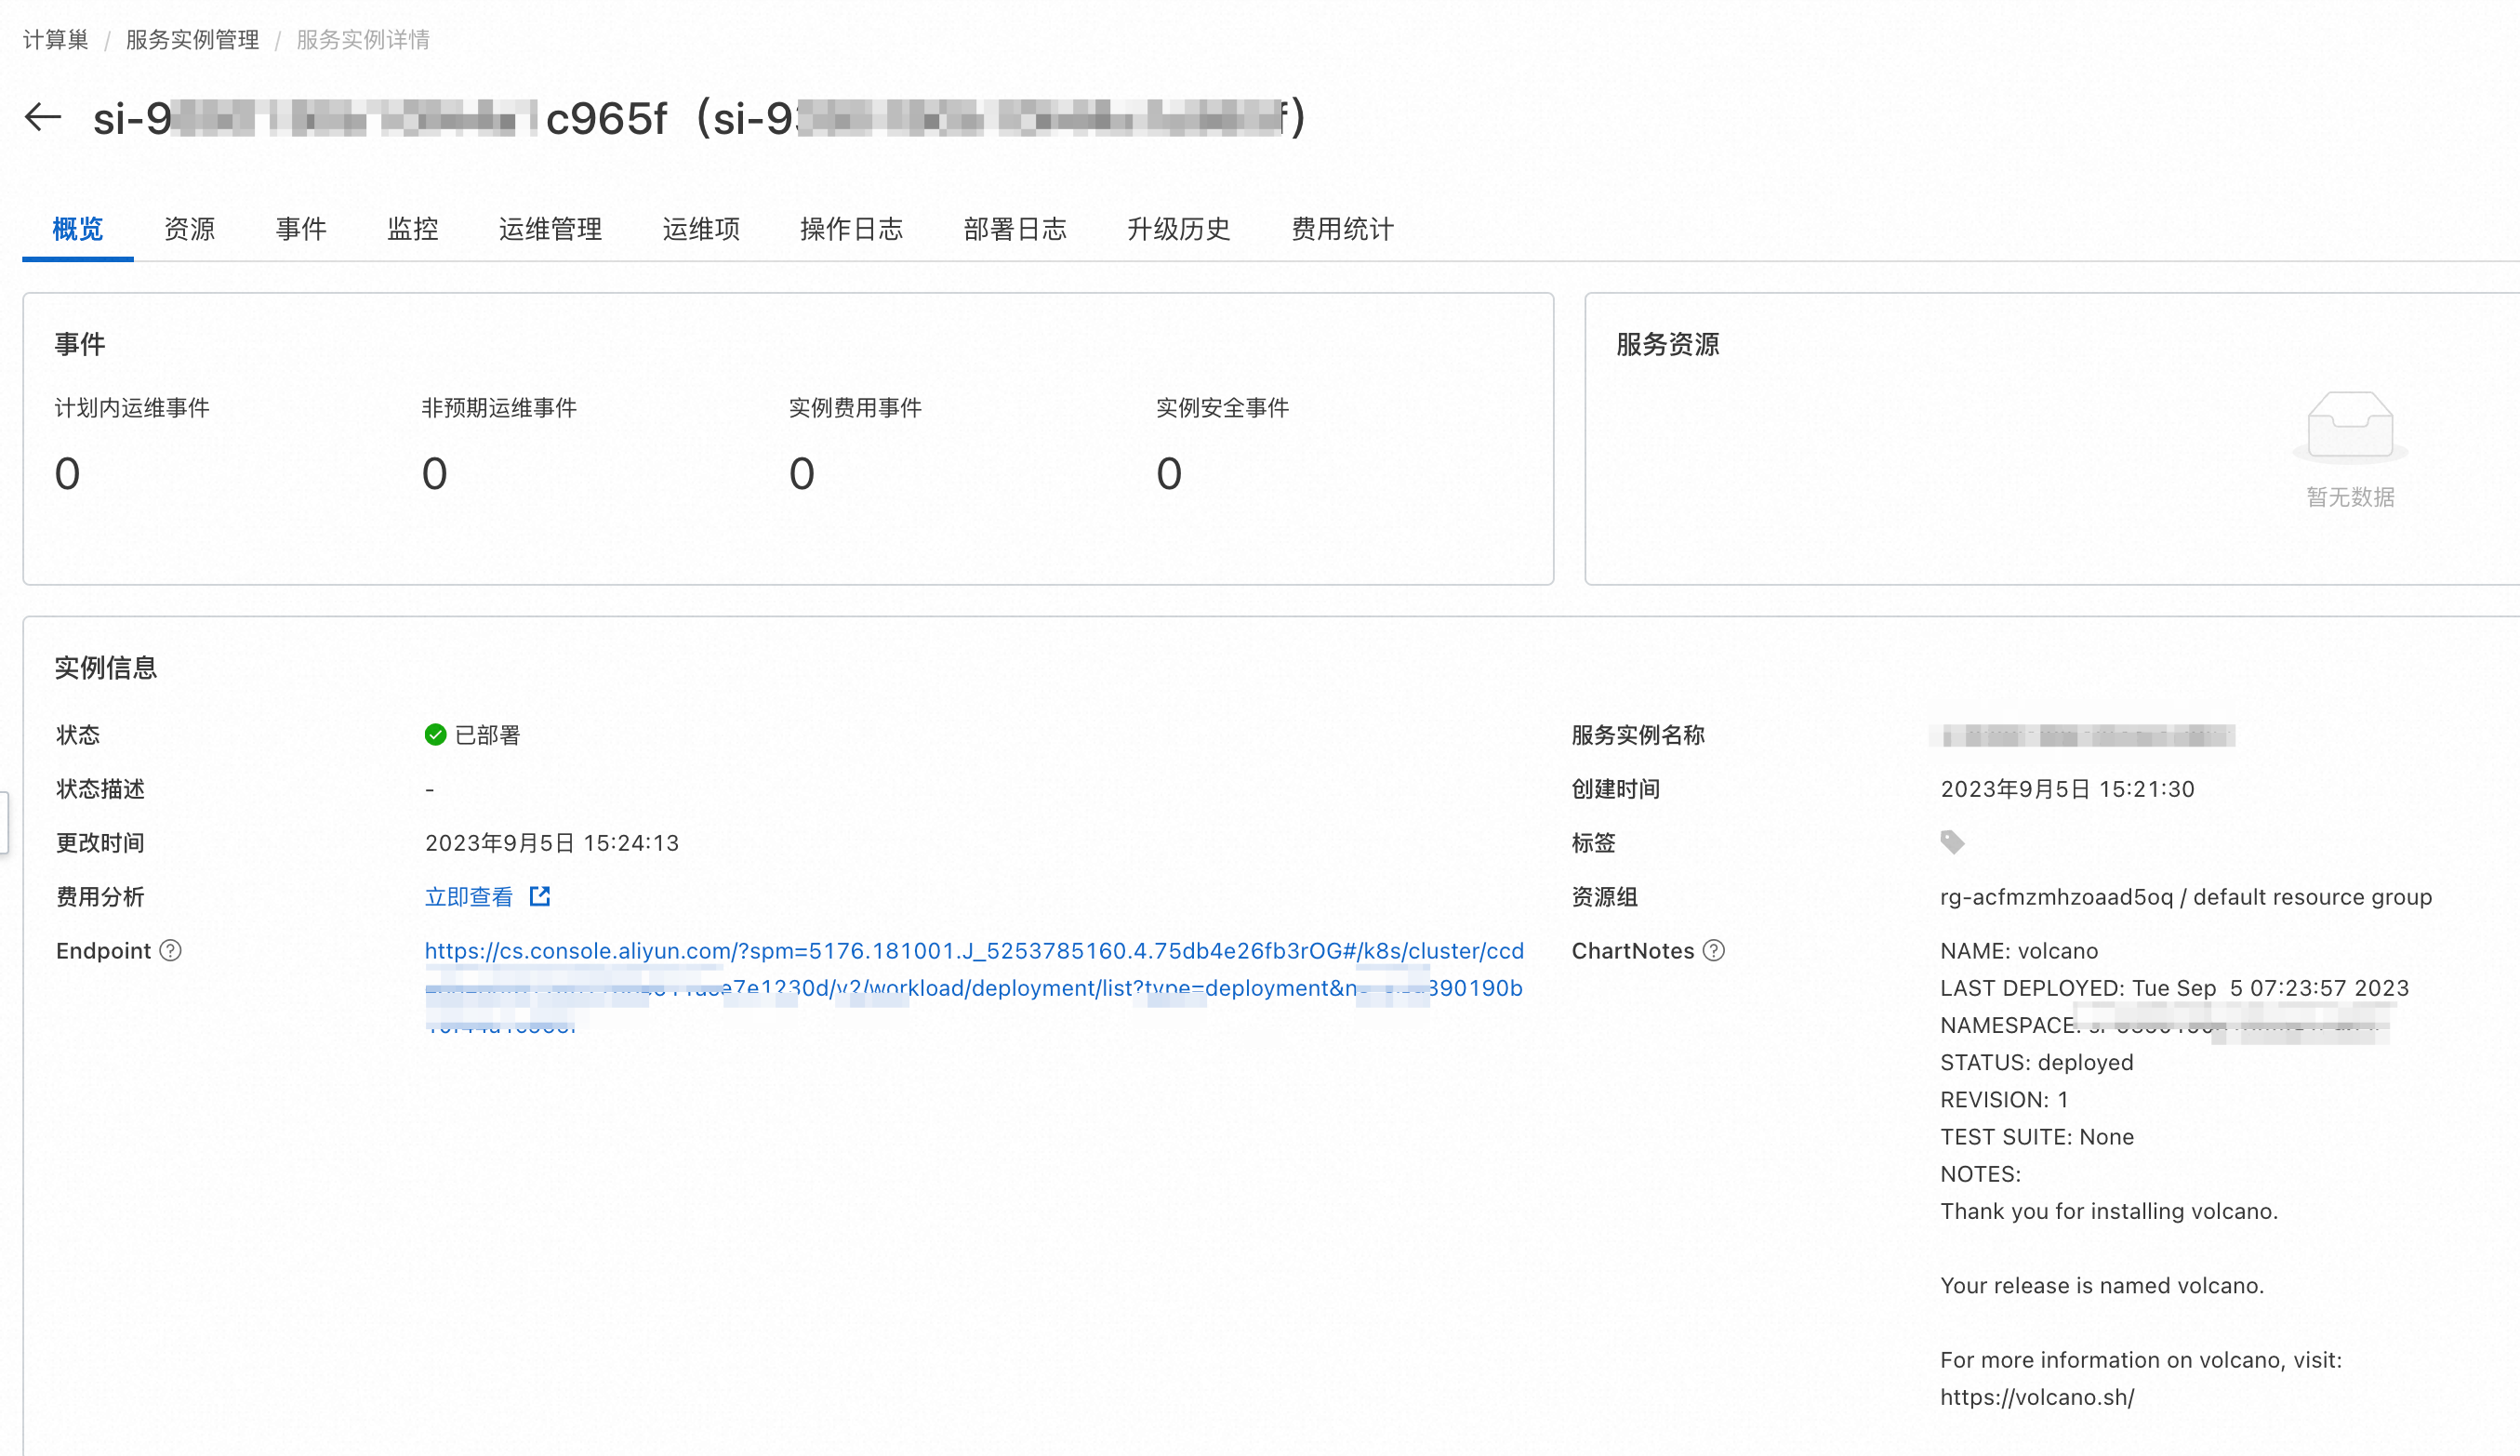 计算巢 / 服务实例管理 / 服务实例详情
si-9 c965f (si-9 f)
概览 资源 事件 监控 运维管理 运维项 操作日志 部署日志 升级历史 费用统计
事件
计划内运维事件 非预期运维事件 实例费用事件 实例安全事件
0 0 0 0
服务资源
暂无数据
实例信息
状态 已部署
服务实例名称
状态描述 -
创建时间 2023年9月5日 15:21:30
更改时间 2023年9月5日 15:24:13
标签
费用分析 立即查看
资源组 rg-acfmzmhzoaad5oq / default resource group
Endpoint https://cs.console.aliyun.com/?spm=5176.181001.J_5253785160.4.75db4e26fb3rOG#/k8s/cluster/ccd
e7e1230d/v2/workload/deployment/list?type=deployment&n 390190b
ChartNotes NAME: volcano
LAST DEPLOYED: Tue Sep 5 07:23:57 2023
NAMESPACE:
STATUS: deployed
REVISION: 1
TEST SUITE: None
NOTES:
Thank you for installing volcano.
Your release is named volcano.
For more information on volcano, visit:
https://volcano.sh/